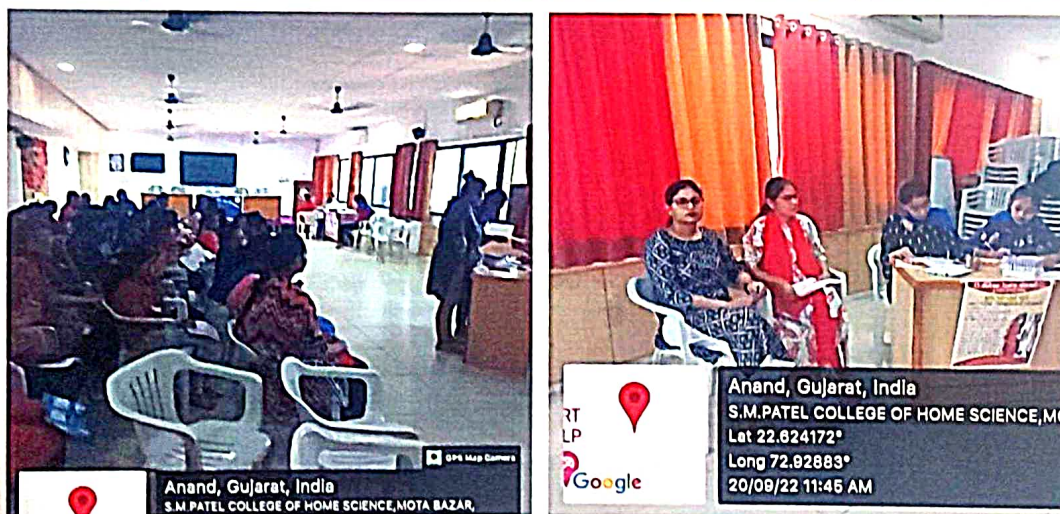 GPS Map Camera
Anand, Gujarat, India
S.M.PATEL COLLEGE OF HOME SCIENCE,MOTA BAZAR,
RT
LP
Google
Anand, Gujarat, India
S.M.PATEL COLLEGE OF HOME SCIENCE,MO
Lat 22.624172°
Long 72.92883°
20/09/22 11:45 AM